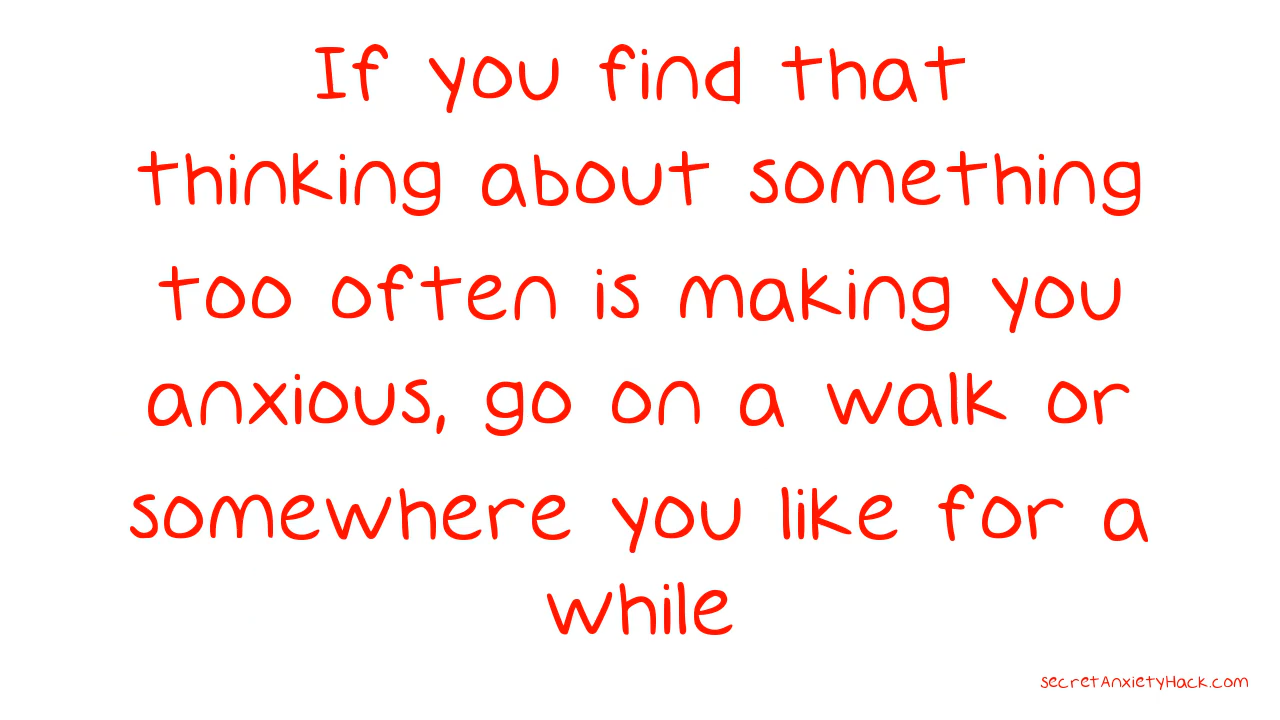 If you find that
thinking about something
too often is making you
anxious, go on a walk or
somewhere you like for a
while
secretAnxietyHack.com